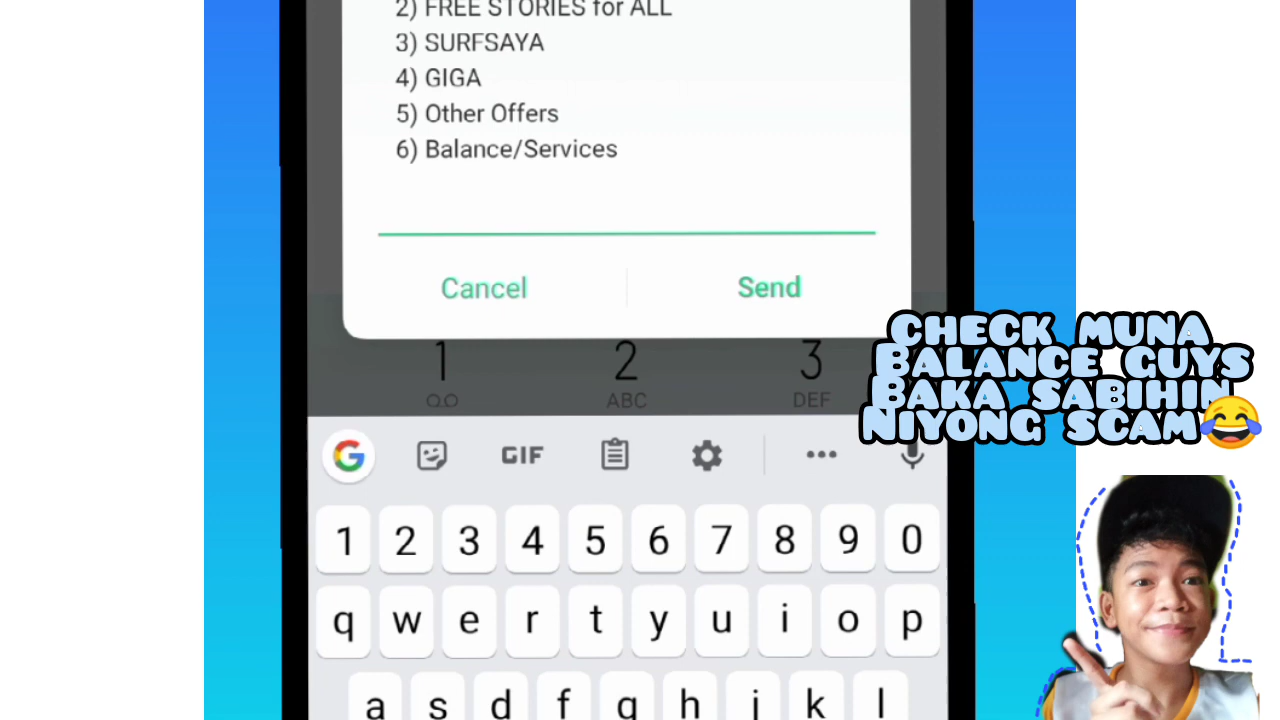 2) FREE STORIES for ALL
3) SURFSAYA
4) GIGA
5) Other Offers
6) Balance/Services
Cancel
Send
CHECK MUNA
BALANCE GUYS
BAKA SABIHIN
NIYONG SCAM😂
1
2
ABC
3
DEF
GIF
1 2 3 4 5 6 7 8 9 0
q w e r t y u i o p
a s d f g h j k l